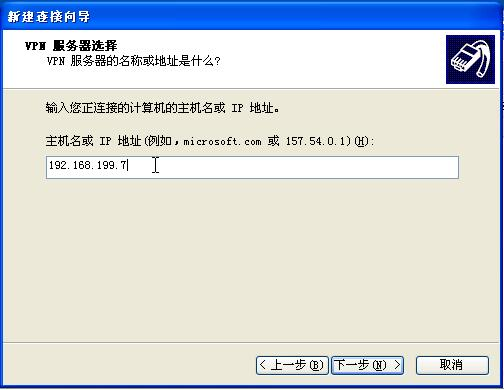 新建连接向导
VPN 服务器选择
VPN 服务器的名称或地址是什么?
输入您正连接的计算机的主机名或 IP 地址。
主机名或 IP 地址(例如，microsoft.com 或 157.54.0.1)(H):
192.168.199.7
< 上一步(B) 下一步(N) > 取消